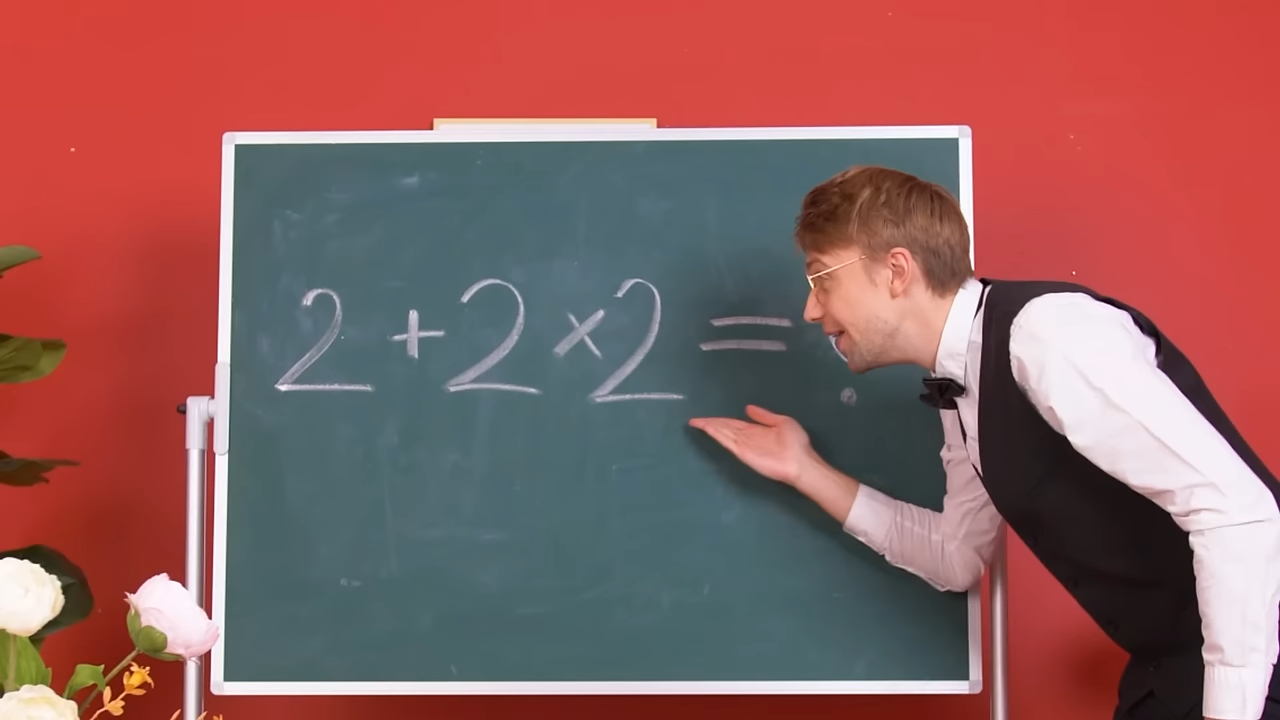 2 + 2 × 2 = ?